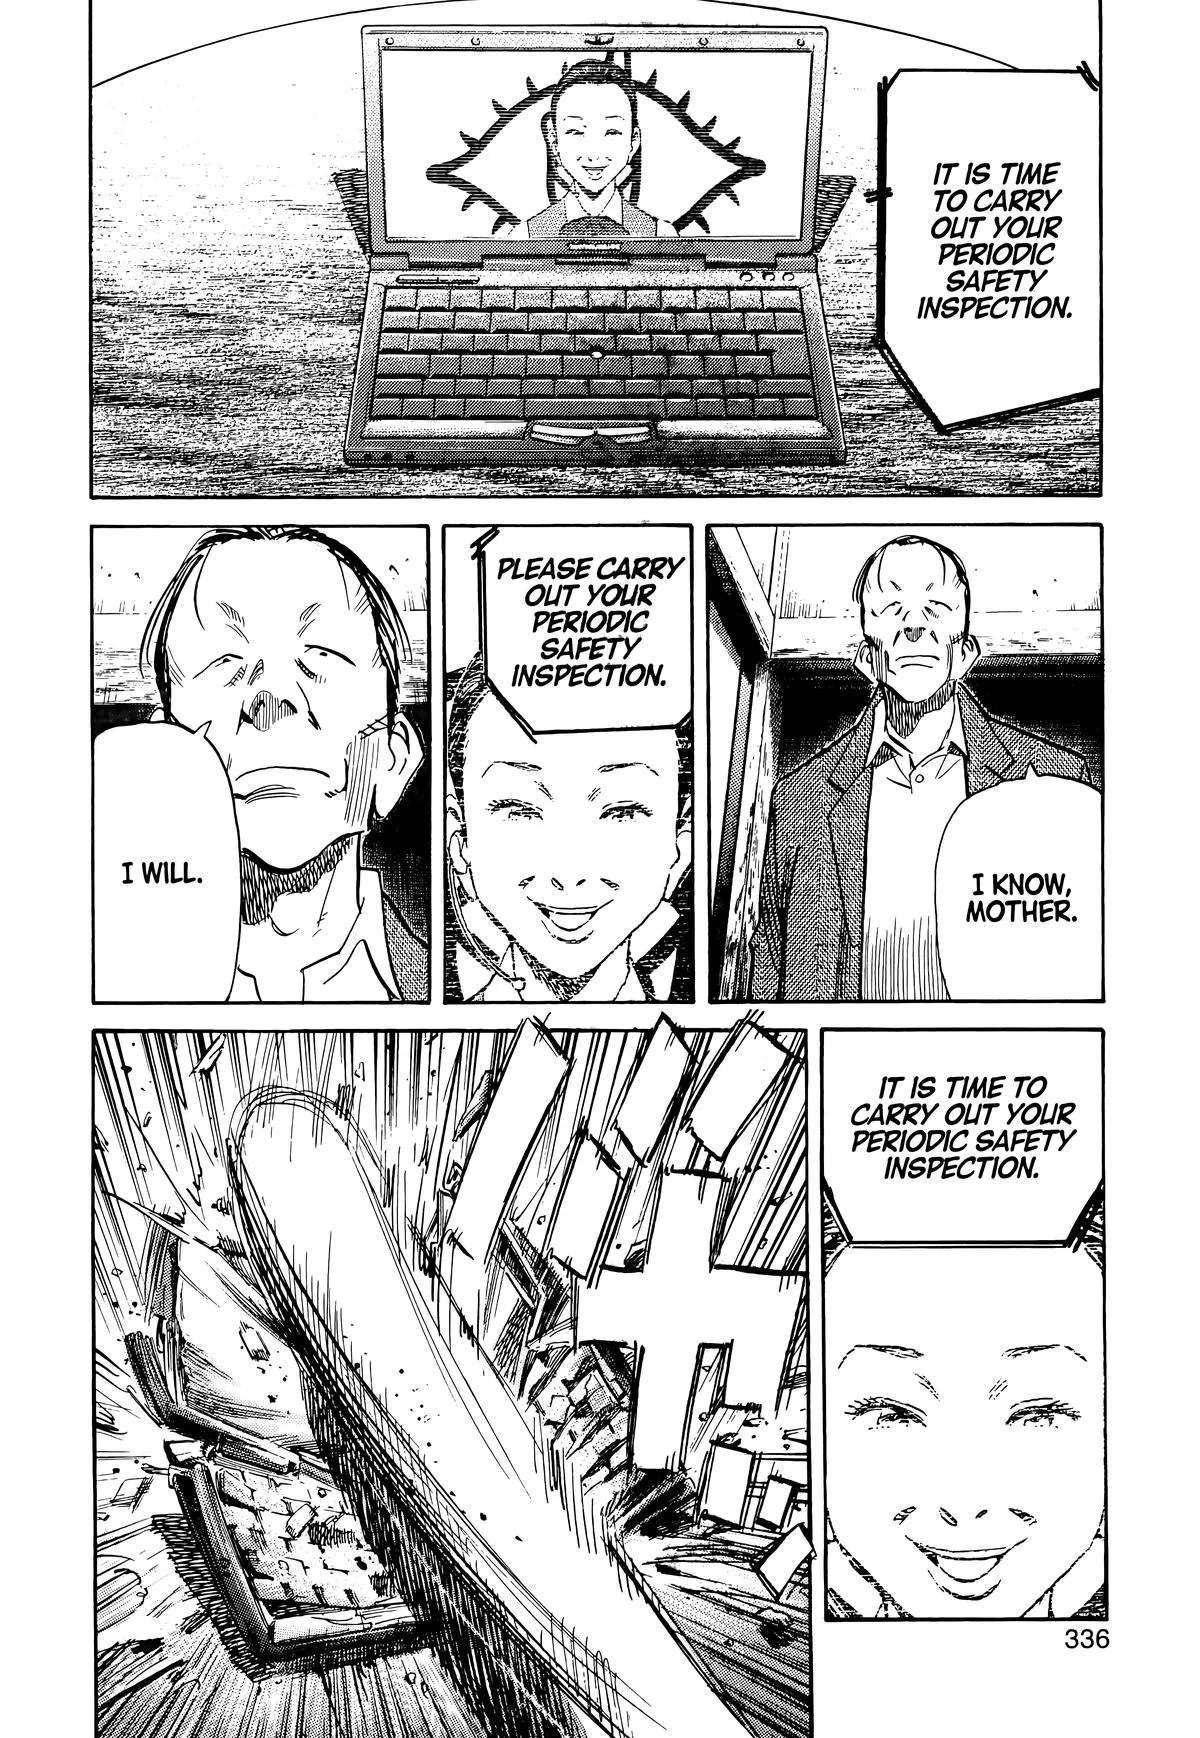 IT IS TIME
TO CARRY
OUT YOUR
PERIODIC
SAFETY
INSPECTION.
I KNOW,
MOTHER.
PLEASE CARRY
OUT YOUR
PERIODIC
SAFETY
INSPECTION.
I WILL.
IT IS TIME TO
CARRY OUT YOUR
PERIODIC SAFETY
INSPECTION.
336